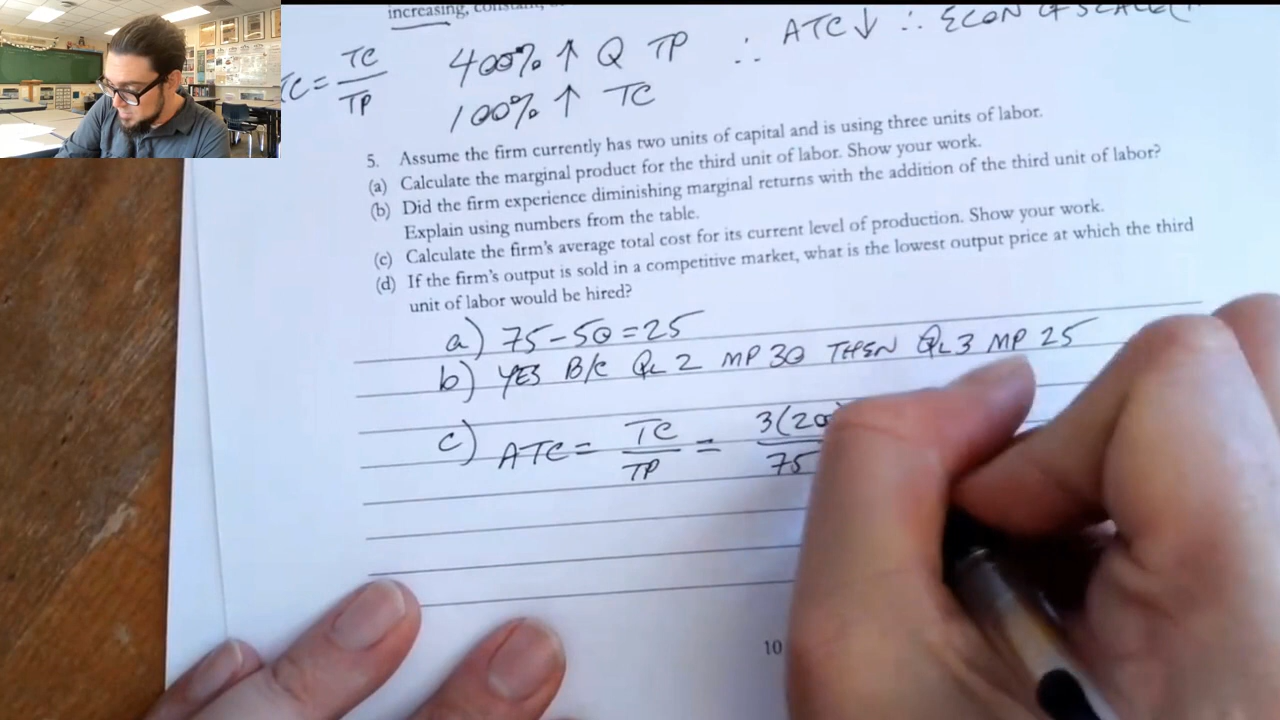 increasing, constant,
TC = TC / TP
400% ↑ Q TP ∴ ATC ↓ ∴ ECON OF SCALE
100% ↑ TC
5. Assume the firm currently has two units of capital and is using three units of labor.
(a) Calculate the marginal product for the third unit of labor. Show your work.
(b) Did the firm experience diminishing marginal returns with the addition of the third unit of labor?
Explain using numbers from the table.
(c) Calculate the firm's average total cost for its current level of production. Show your work.
(d) If the firm's output is sold in a competitive market, what is the lowest output price at which the third
unit of labor would be hired?
a) 75-50=25
b) YES B/C QL 2 MP 30 THEN QL3 MP 25
c) ATC = TC / TP = 3(20 / 75
10